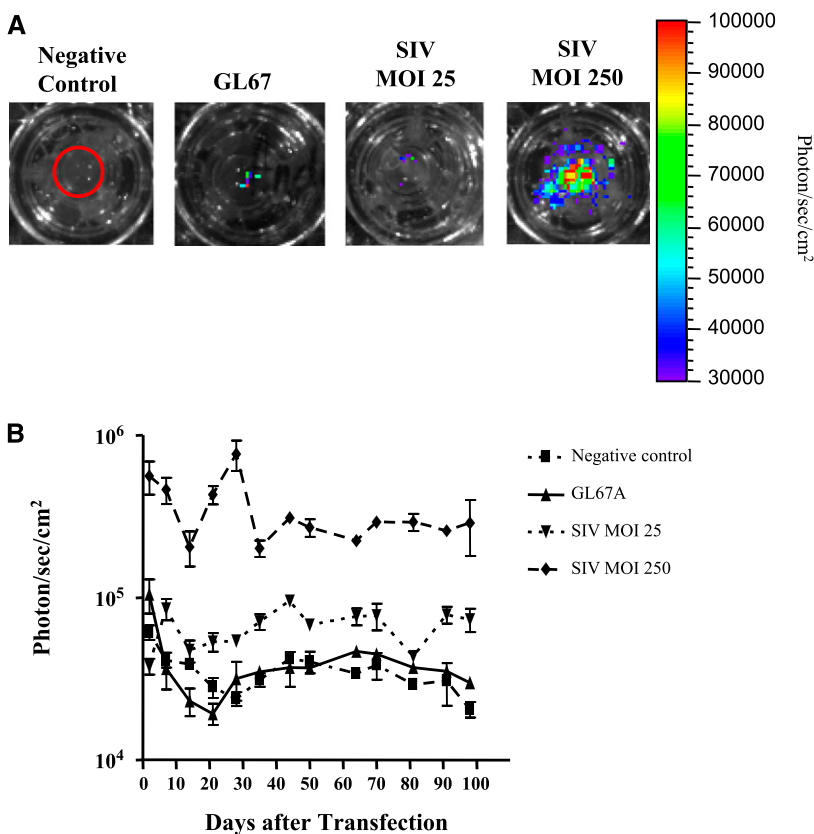 A
Negative
Control
GL67
SIV
MOI 25
SIV
MOI 250
100000
90000
80000
70000
60000
50000
40000
30000
Photon/sec/cm²
B
10⁶
10⁵
10⁴
Photon/sec/cm²
0 10 20 30 40 50 60 70 80 90 100
Days after Transfection
Negative control
GL67A
SIV MOI 25
SIV MOI 250